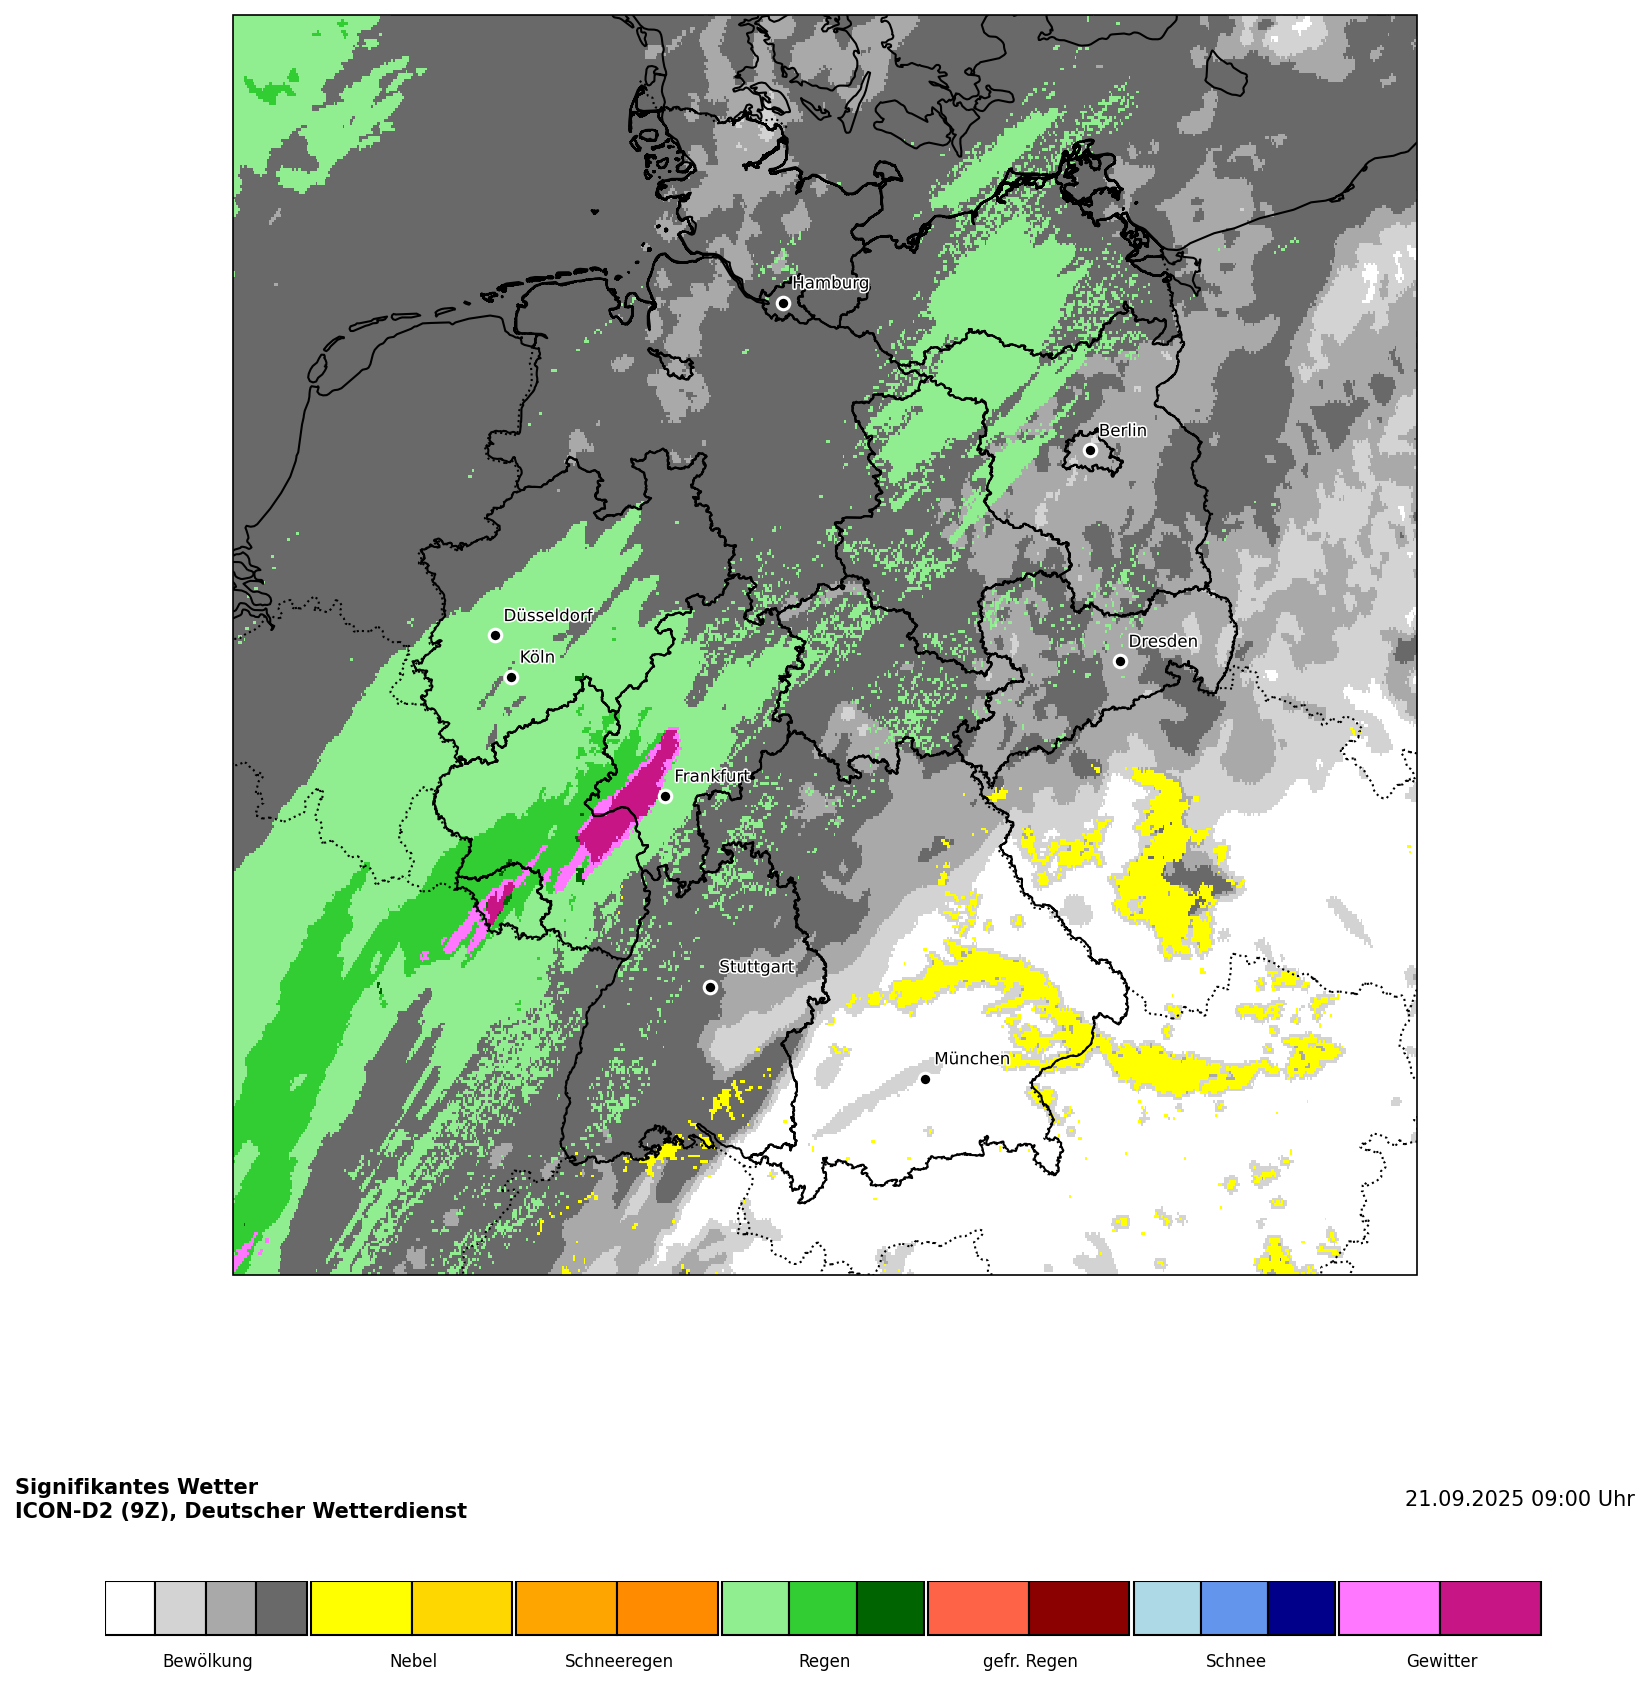 Hamburg
Berlin
Düsseldorf
Köln
Dresden
Frankfurt
Stuttgart
München
Signifikantes Wetter
ICON-D2 (9Z), Deutscher Wetterdienst
21.09.2025 09:00 Uhr
Bewölkung
Nebel
Schneeregen
Regen
gefr. Regen
Schnee
Gewitter